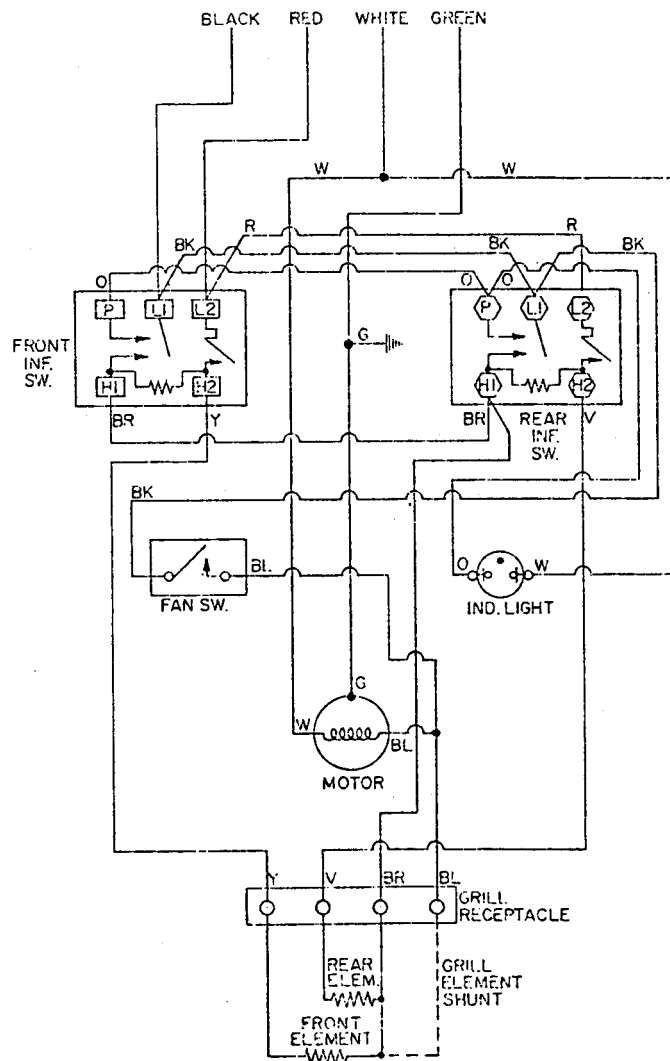 BLACK RED WHITE GREEN
W W
R R
BK BK BK
O O O
P L1 L2 P L1 L2
G
FRONT
INF.
SW.
H1 H2 H1 H2
BR Y BR REAR V
INF.
SW.
BK
BL O W
FAN SW. IND. LIGHT
G
W BL
MOTOR
Y V BR BL
GRILL
RECEPTACLE
REAR
ELEM.
GRILL
ELEMENT
SHUNT
FRONT
ELEMENT